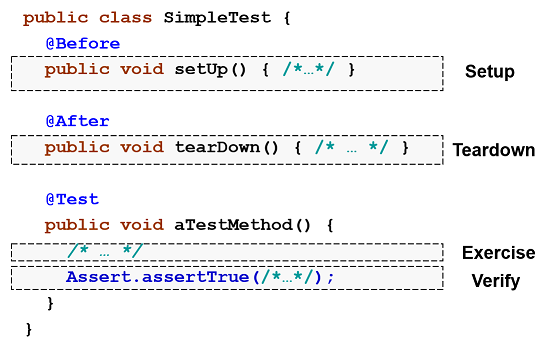 public class SimpleTest {
@Before
public void setUp() { /*…*/ } Setup
@After
public void tearDown() { /* … */ } Teardown
@Test
public void aTestMethod() {
/* … */ Exercise
Assert.assertTrue(/*…*/); Verify
}
}